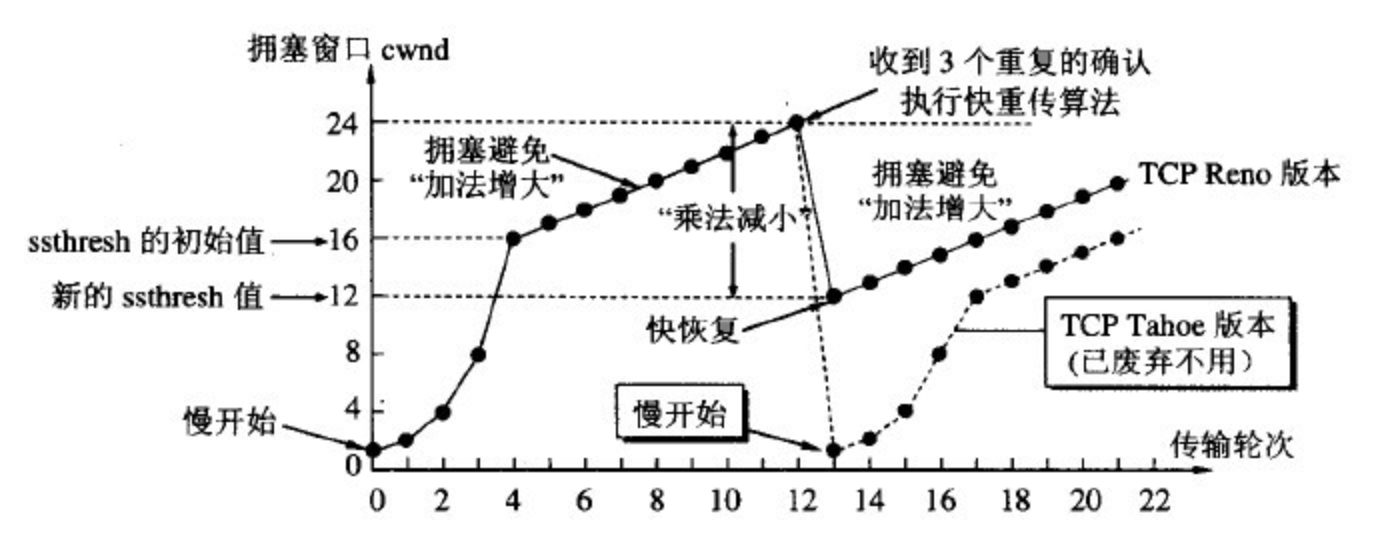 拥塞窗口 cwnd
收到 3 个重复的确认
执行快重传算法
24
拥塞避免
“加法增大”
20
拥塞避免
“加法增大”
TCP Reno 版本
“乘法减小”
ssthresh 的初始值
16
新的 ssthresh 值
12
快恢复
TCP Tahoe 版本
(已废弃不用)
8
4
慢开始
慢开始
传输轮次
0
0 2 4 6 8 10 12 14 16 18 20 22